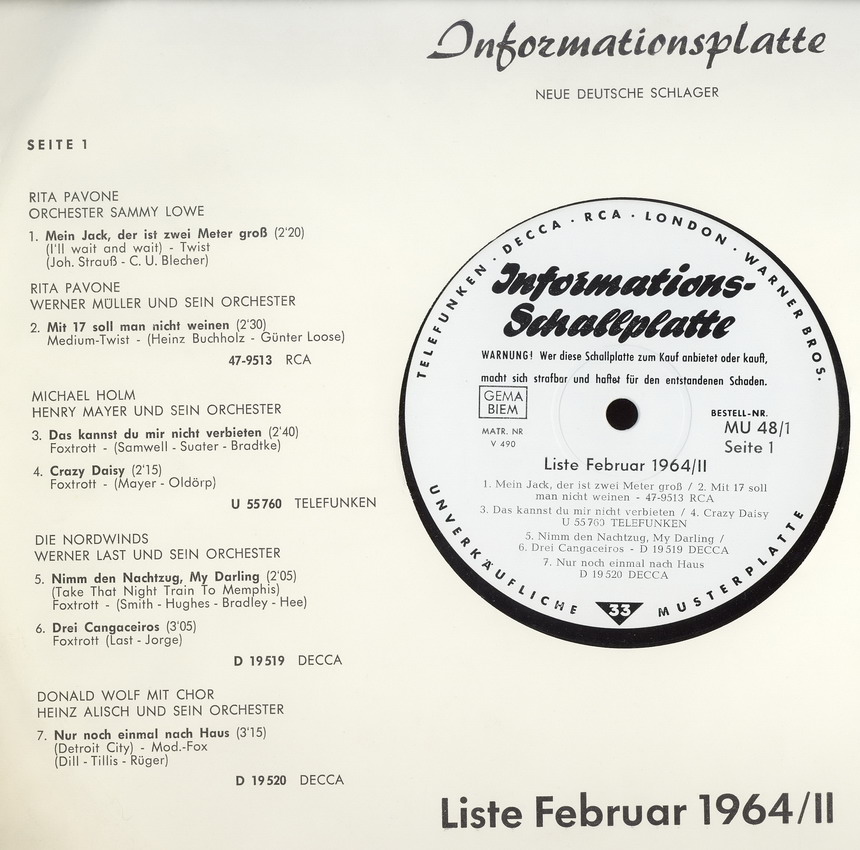 Informationsplatte
NEUE DEUTSCHE SCHLAGER
SEITE 1
RITA PAVONE
ORCHESTER SAMMY LOWE
1. Mein Jack, der ist zwei Meter groß (2'20)
(I'll wait and wait) - Twist
(Joh. Strauß - C. U. Blecher)
RITA PAVONE
WERNER MÜLLER UND SEIN ORCHESTER
2. Mit 17 soll man nicht weinen (2'30)
Medium-Twist - (Heinz Buchholz - Günter Loose)
47-9513 RCA
MICHAEL HOLM
HENRY MAYER UND SEIN ORCHESTER
3. Das kannst du mir nicht verbieten (2'40)
Foxtrott - (Samwell - Suater - Bradtke)
4. Crazy Daisy (2'15)
Foxtrott - (Mayer - Oldörp)
U 55760 TELEFUNKEN
DIE NORDWINDS
WERNER LAST UND SEIN ORCHESTER
5. Nimm den Nachtzug, My Darling (2'05)
(Take That Night Train To Memphis)
Foxtrott - (Smith - Hughes - Bradley - Hee)
6. Drei Cangaceiros - (3'05)
Foxtrott (Last - Jorge)
D 19519 DECCA
DONALD WOLF MIT CHOR
HEINZ ALISCH UND SEIN ORCHESTER
7. Nur noch einmal nach Haus (3'15)
(Detroit City) - Mod.-Fox
(Dill - Tillis - Rüger)
D 19520 DECCA
TELEFUNKEN · DECCA · RCA · LONDON · WARNER BROS.
Informations-
Schallplatte
WARNUNG! Wer diese Schallplatte zum Kauf anbietet oder kauft,
macht sich strafbar und haftet für den entstandenen Schaden.
GEMA
BIEM
BESTELL-NR.
MU 48/1
Seite 1
MATR. NR
V 490
Liste Februar 1964/II
1. Mein Jack, der ist zwei Meter groß / 2. Mit 17 soll
man nicht weinen - 47-9513 RCA
3. Das kannst du mir nicht verbieten / 4. Crazy Daisy
U 55760 TELEFUNKEN
5. Nimm den Nachtzug, My Darling /
6. Drei Cangaceiros - D 19519 DECCA
7. Nur noch einmal nach Haus
D 19520 DECCA
UNVERKÄUFLICHE 33 MUSTERPLATTE
Liste Februar 1964/II